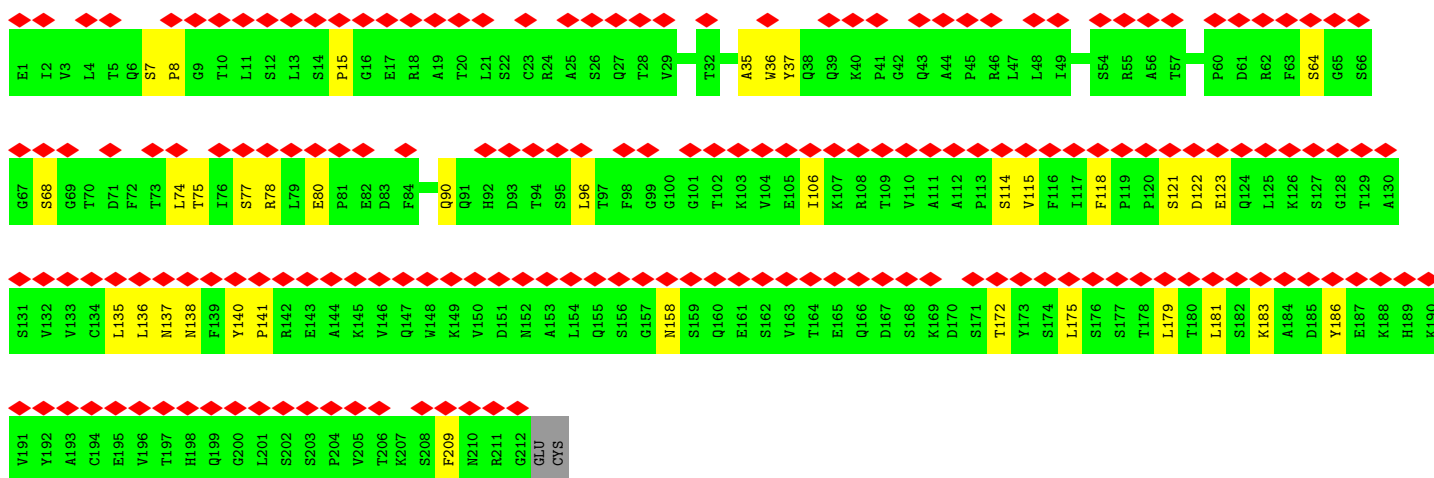 E1 I2 V3 L4 T5 Q6 S7 P8 G9 T10 L11 S12 L13 S14 P15 G16 E17 R18 A19 T20 L21 S22 C23 R24 A25 S26 Q27 T28 V29 T32 A35 W36 Y37 Q38 Q39 K40 P41 G42 Q43 A44 P45 R46 L47 L48 I49 S54 R55 A56 T57 P60 D61 R62 F63 S64 G65 S66
G67 S68 G69 T70 D71 F72 T73 L74 T75 I76 S77 R78 L79 E80 P81 E82 D83 F84 Q90 Q91 H92 D93 T94 S95 L96 T97 F98 G99 G100 G101 T102 K103 V104 E105 I106 K107 R108 T109 V110 A111 A112 P113 S114 V115 F116 I117 F118 P119 P120 S121 D122 E123 Q124 L125 K126 S127 G128 T129 A130
S131 V132 V133 C134 L135 L136 N137 N138 F139 Y140 P141 R142 E143 A144 K145 V146 Q147 W148 K149 V150 D151 N152 A153 L154 Q155 S156 G157 N158 S159 Q160 E161 S162 V163 T164 E165 Q166 D167 S168 K169 D170 S171 T172 Y173 S174 L175 S176 S177 T178 L179 T180 L181 S182 K183 A184 D185 Y186 E187 K188 H189 K190
V191 Y192 A193 C194 E195 V196 T197 H198 Q199 G200 L201 S202 S203 P204 V205 T206 K207 S208 F209 N210 R211 G212 GLU CYS